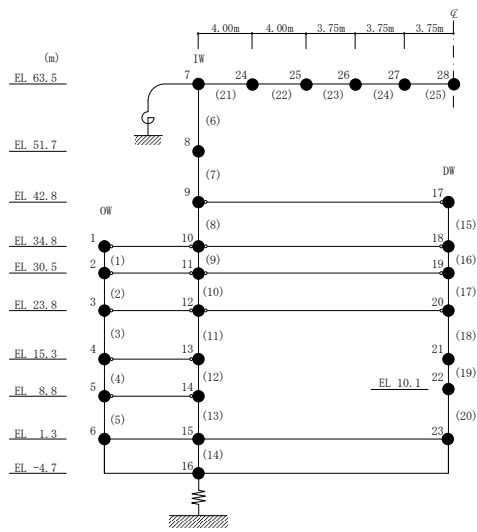 ℄
4.00m 4.00m 3.75m 3.75m 3.75m
(m) IW
EL 63.5 7 24 25 26 27 28
(21) (22) (23) (24) (25)
(6)
EL 51.7 8
(7) DW
EL 42.8 9 17
OW (8) (15)
EL 34.8 1 10 18
(1) (9) (16)
EL 30.5 2 11 19
(2) (10) (17)
EL 23.8 3 12 20
(3) (11) (18)
EL 15.3 4 13 21
(4) (12) (19)
EL 10.1 22
EL 8.8 5 14
(5) (13) (20)
EL 1.3 6 15 23
(14)
EL -4.7 16